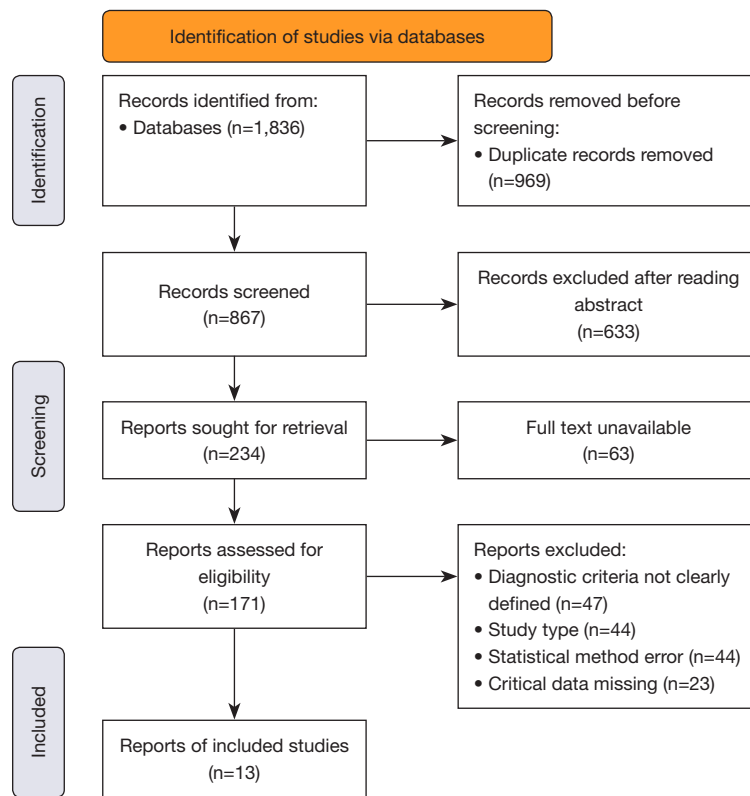 Identification of studies via databases
Identification
Records identified from:
• Databases (n=1,836)
Records removed before
screening:
• Duplicate records removed
(n=969)
Screening
Records screened
(n=867)
Records excluded after reading
abstract
(n=633)
Reports sought for retrieval
(n=234)
Full text unavailable
(n=63)
Reports assessed for
eligibility
(n=171)
Reports excluded:
• Diagnostic criteria not clearly
defined (n=47)
• Study type (n=44)
• Statistical method error (n=44)
• Critical data missing (n=23)
Included
Reports of included studies
(n=13)